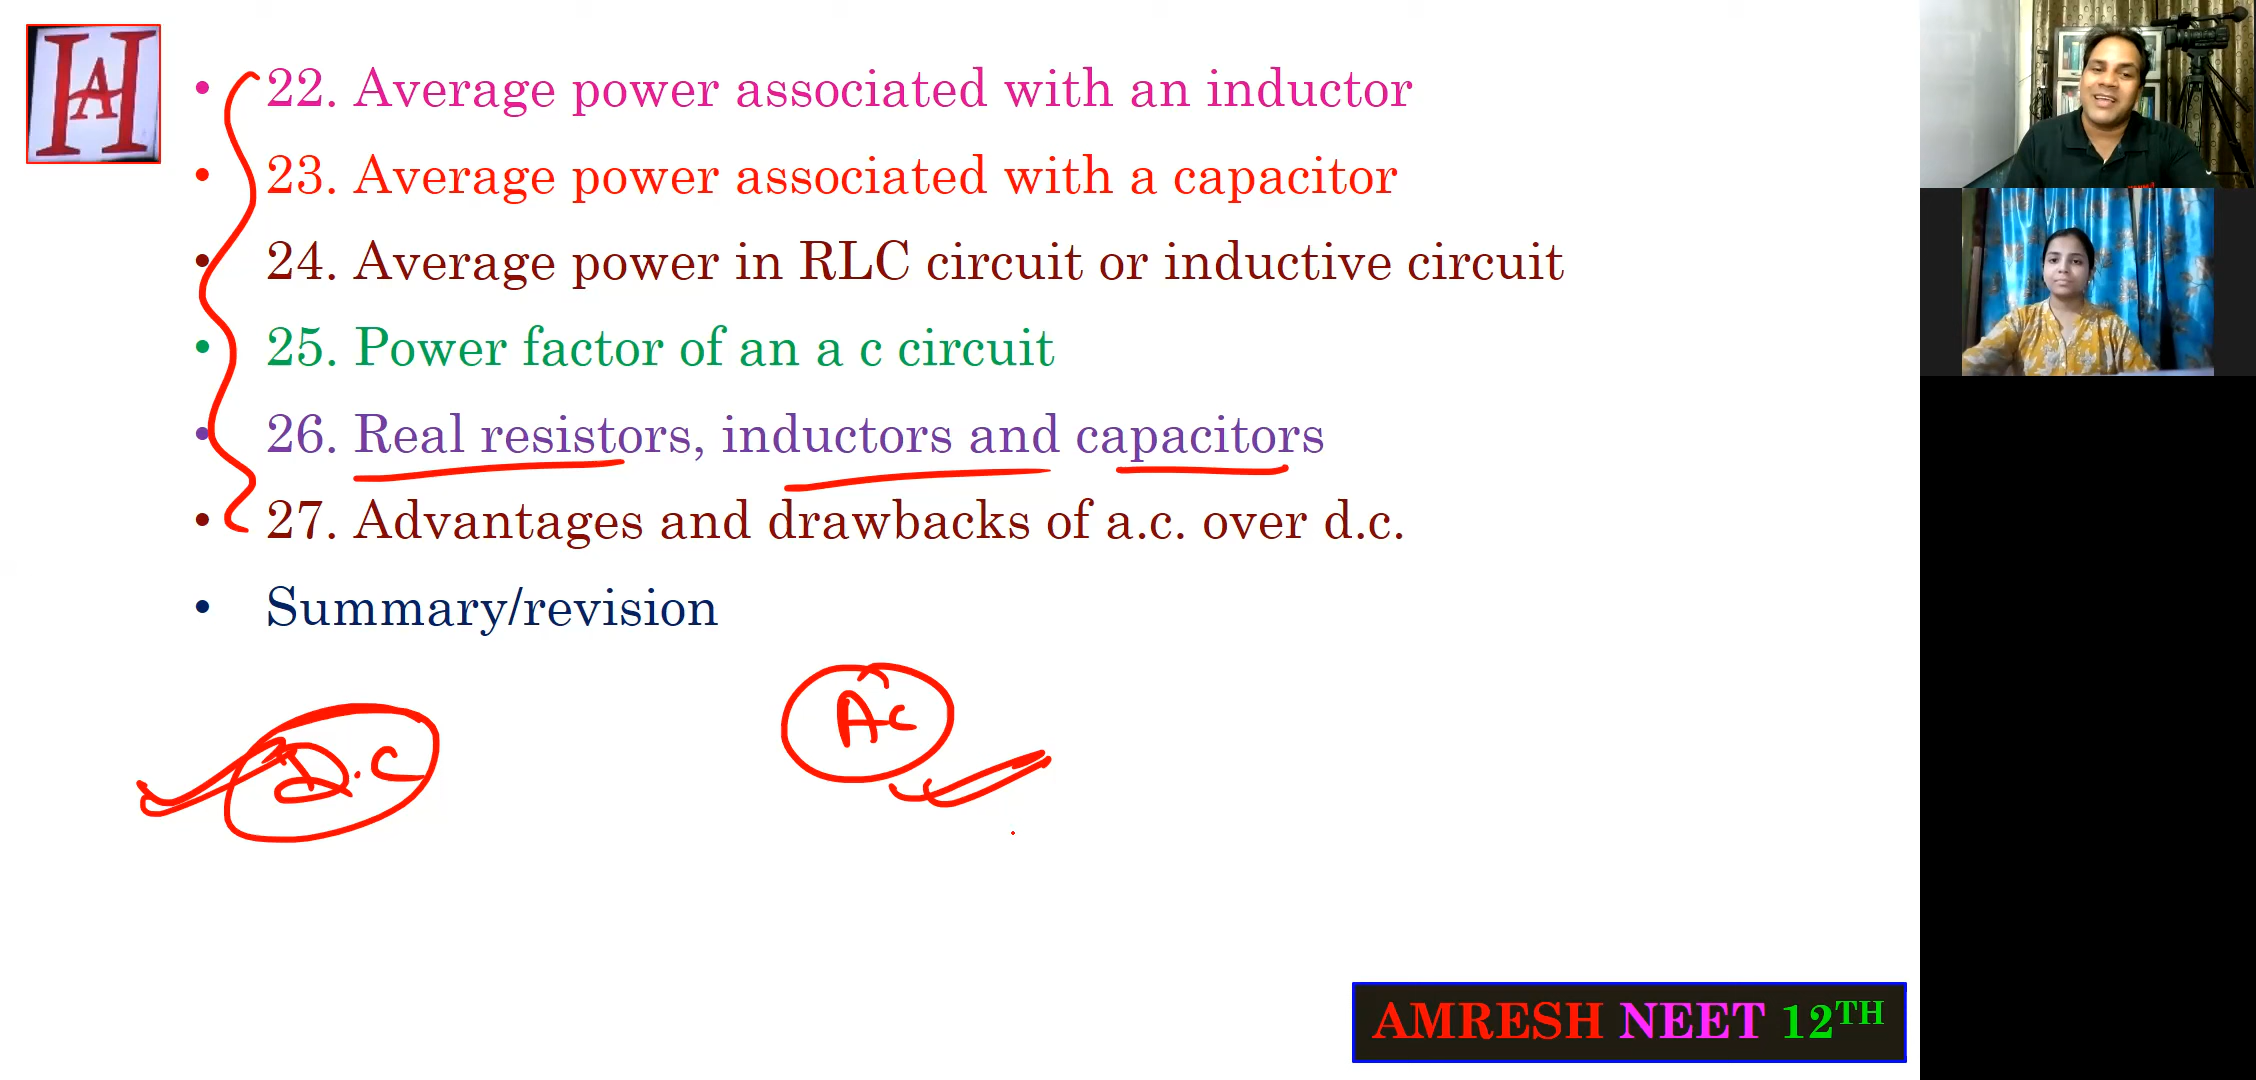 HA
• 22. Average power associated with an inductor
• 23. Average power associated with a capacitor
• 24. Average power in RLC circuit or inductive circuit
• 25. Power factor of an a c circuit
• 26. Real resistors, inductors and capacitors
• 27. Advantages and drawbacks of a.c. over d.c.
• Summary/revision
D.C
AC
AMRESH NEET 12TH